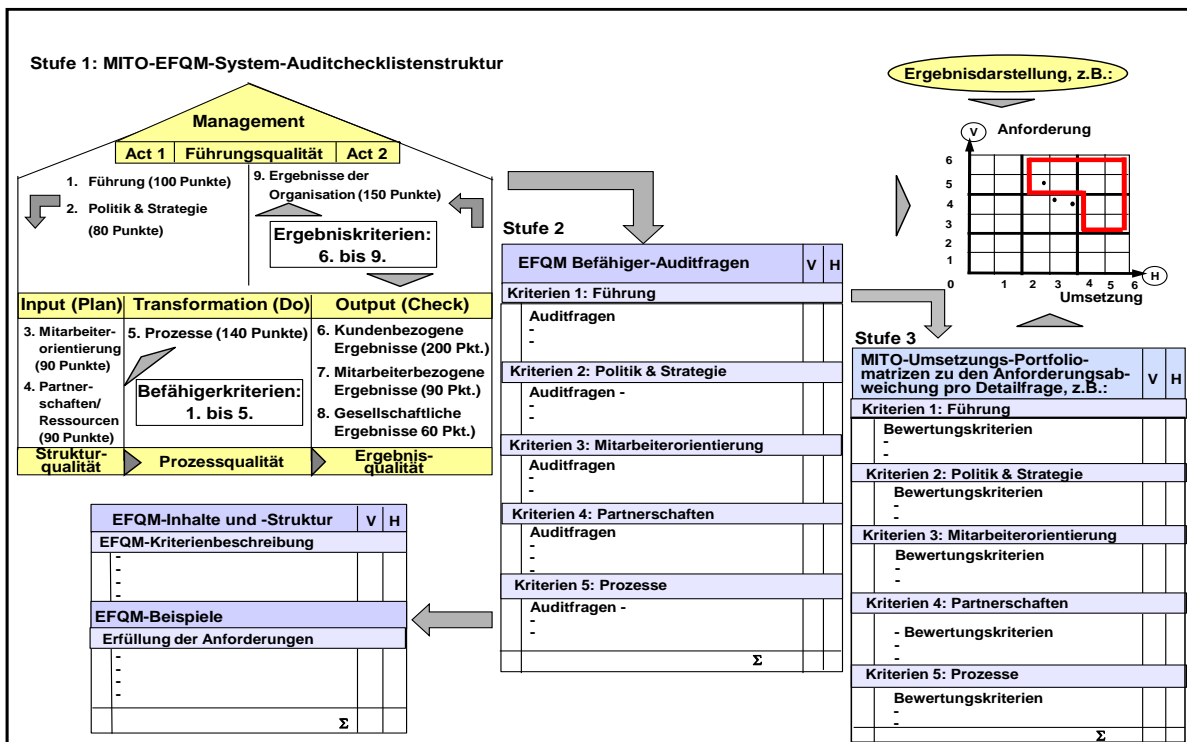 Stufe 1: MITO-EFQM-System-Auditchecklistenstruktur
Management
Act 1
Führungsqualität
Act 2
1. Führung (100 Punkte)
2. Politik & Strategie
(80 Punkte)
9. Ergebnisse der
Organisation (150 Punkte)
Ergebniskriterien:
6. bis 9.
Input (Plan)
Transformation (Do)
Output (Check)
3. Mitarbeiter-
orientierung
(90 Punkte)
4. Partner-
schaften/
Ressourcen
(90 Punkte)
5. Prozesse (140 Punkte)
Befähigerkriterien:
1. bis 5.
6. Kundenbezogene
Ergebnisse (200 Pkt.)
7. Mitarbeiterbezogene
Ergebnisse (90 Pkt.)
8. Gesellschaftliche
Ergebnisse 60 Pkt.)
Struktur-
qualität
Prozessqualität
Ergebnis-
qualität
EFQM-Inhalte und -Struktur
V
H
EFQM-Kriterienbeschreibung
-
-
-
-
EFQM-Beispiele
Erfüllung der Anforderungen
-
-
-
-
Σ
Stufe 2
EFQM Befähiger-Auditfragen
V
H
Kriterien 1: Führung
Auditfragen
-
-
Kriterien 2: Politik & Strategie
Auditfragen -
-
-
Kriterien 3: Mitarbeiterorientierung
Auditfragen
-
-
Kriterien 4: Partnerschaften
Auditfragen
-
-
-
Kriterien 5: Prozesse
Auditfragen -
-
-
Σ
Ergebnisdarstellung, z.B.:
V
Anforderung
6
5
4
3
2
1
0
1
2
3
4
5
6
H
Umsetzung
Stufe 3
MITO-Umsetzungs-Portfolio-
matrizen zu den Anforderungsab-
weichung pro Detailfrage, z.B.:
V
H
Kriterien 1: Führung
Bewertungskriterien
-
-
Kriterien 2: Politik & Strategie
Bewertungskriterien
-
-
Kriterien 3: Mitarbeiterorientierung
Bewertungskriterien
-
-
Kriterien 4: Partnerschaften
- Bewertungskriterien
-
-
Kriterien 5: Prozesse
Bewertungskriterien
-
-
Σ